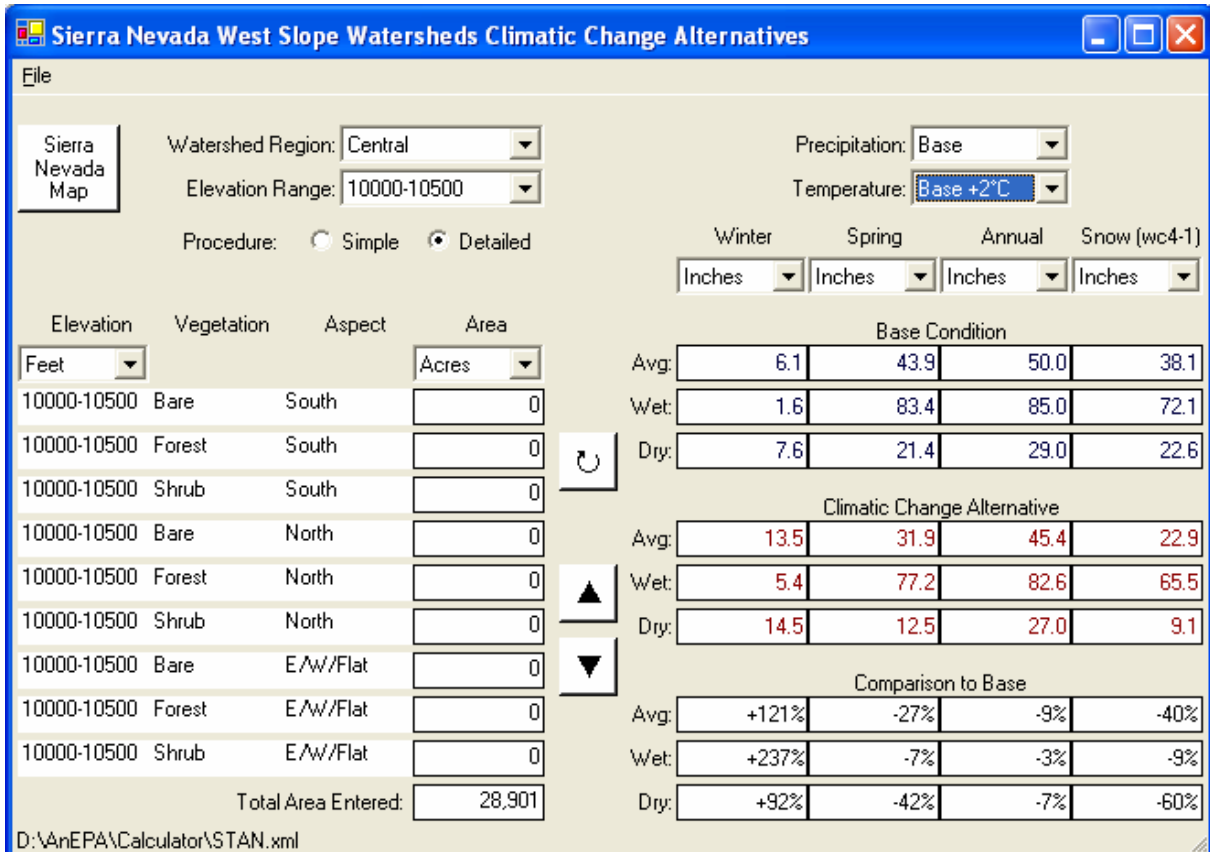 Sierra Nevada West Slope Watersheds Climatic Change Alternatives
File
Sierra Nevada Map
Watershed Region: Central
Elevation Range: 10000-10500
Procedure: Simple Detailed
Precipitation: Base
Temperature: Base +2°C
Winter Spring Annual Snow (wc4-1)
Inches Inches Inches Inches
Elevation Vegetation Aspect Area
Feet Acres
10000-10500 Bare South 0
10000-10500 Forest South 0
10000-10500 Shrub South 0
10000-10500 Bare North 0
10000-10500 Forest North 0
10000-10500 Shrub North 0
10000-10500 Bare E/W/Flat 0
10000-10500 Forest E/W/Flat 0
10000-10500 Shrub E/W/Flat 0
Total Area Entered: 28,901
Base Condition
Avg: 6.1 43.9 50.0 38.1
Wet: 1.6 83.4 85.0 72.1
Dry: 7.6 21.4 29.0 22.6
Climatic Change Alternative
Avg: 13.5 31.9 45.4 22.9
Wet: 5.4 77.2 82.6 65.5
Dry: 14.5 12.5 27.0 9.1
Comparison to Base
Avg: +121% -27% -9% -40%
Wet: +237% -7% -3% -9%
Dry: +92% -42% -7% -60%
D:\AnEPA\Calculator\STAN.xml